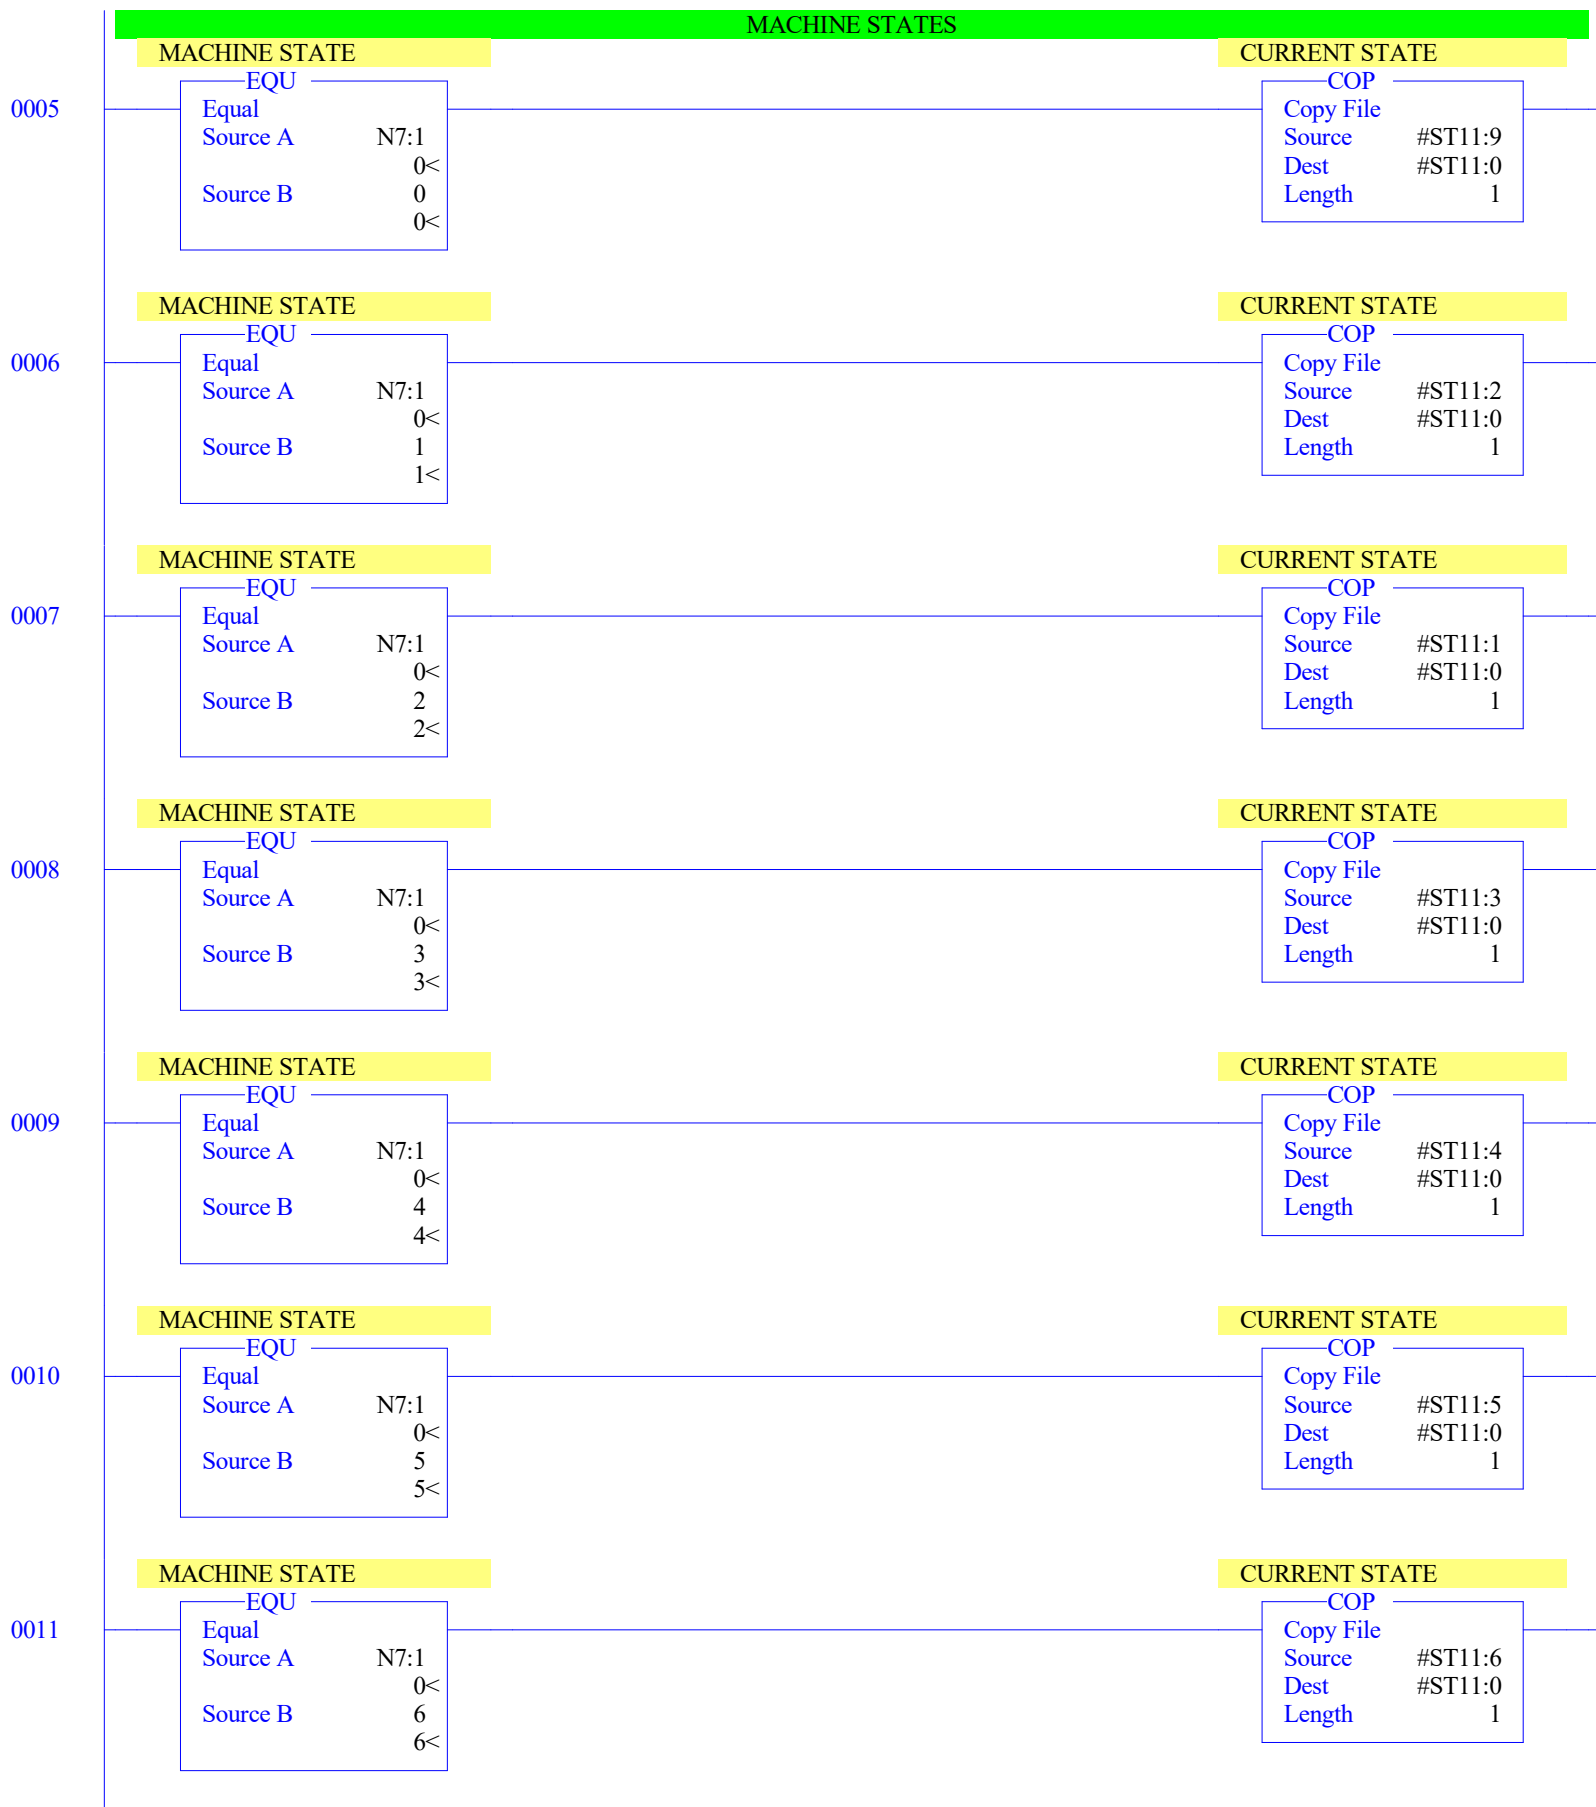 MACHINE STATES
MACHINE STATE CURRENT STATE
EQU COP
0005 Equal Copy File
Source A N7:1 Source #ST11:9
0< Dest #ST11:0
Source B 0 Length 1
0<
MACHINE STATE CURRENT STATE
EQU COP
0006 Equal Copy File
Source A N7:1 Source #ST11:2
0< Dest #ST11:0
Source B 1 Length 1
1<
MACHINE STATE CURRENT STATE
EQU COP
0007 Equal Copy File
Source A N7:1 Source #ST11:1
0< Dest #ST11:0
Source B 2 Length 1
2<
MACHINE STATE CURRENT STATE
EQU COP
0008 Equal Copy File
Source A N7:1 Source #ST11:3
0< Dest #ST11:0
Source B 3 Length 1
3<
MACHINE STATE CURRENT STATE
EQU COP
0009 Equal Copy File
Source A N7:1 Source #ST11:4
0< Dest #ST11:0
Source B 4 Length 1
4<
MACHINE STATE CURRENT STATE
EQU COP
0010 Equal Copy File
Source A N7:1 Source #ST11:5
0< Dest #ST11:0
Source B 5 Length 1
5<
MACHINE STATE CURRENT STATE
EQU COP
0011 Equal Copy File
Source A N7:1 Source #ST11:6
0< Dest #ST11:0
Source B 6 Length 1
6<